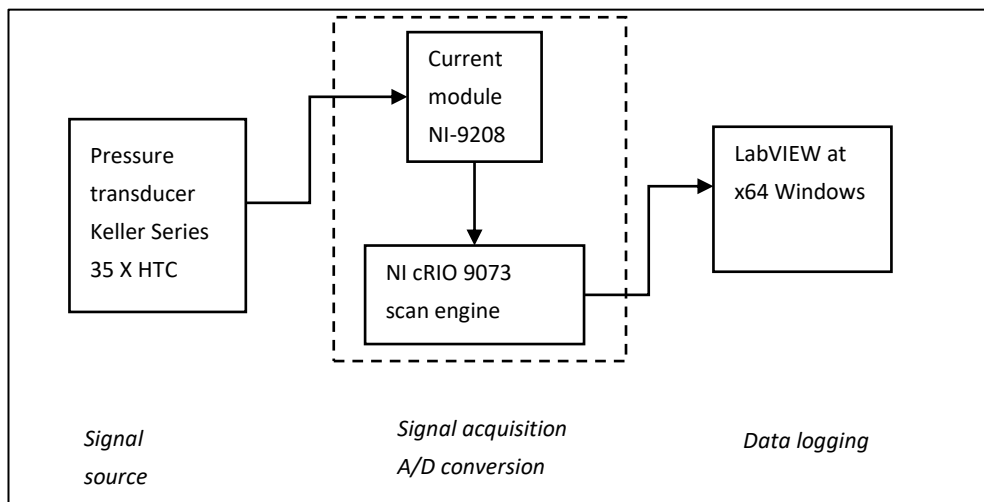 Current
module
NI-9208
Pressure
transducer
Keller Series
35 X HTC
NI cRIO 9073
scan engine
LabVIEW at
x64 Windows
Signal
source
Signal acquisition
A/D conversion
Data logging